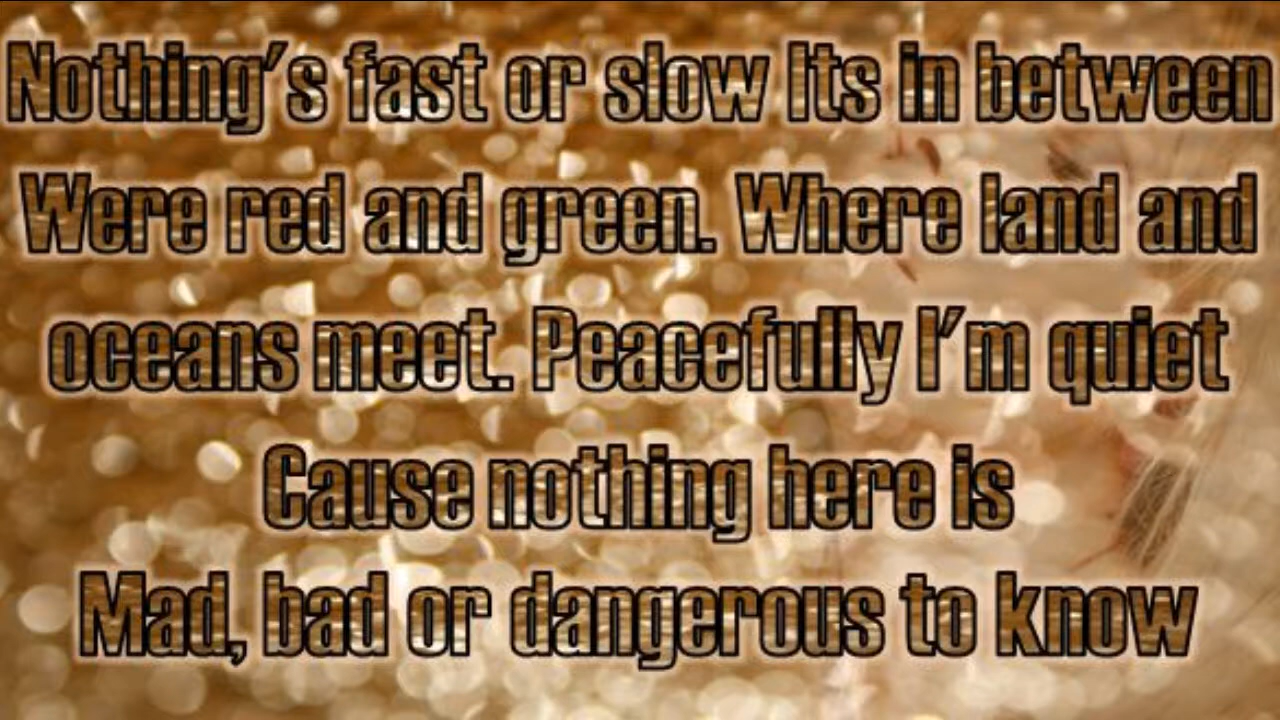 Nothing's fast or slow Its in between
Were red and green. Where land and
oceans meet. Peacefully I'm quiet
Cause nothing here is
Mad, bad or dangerous to know